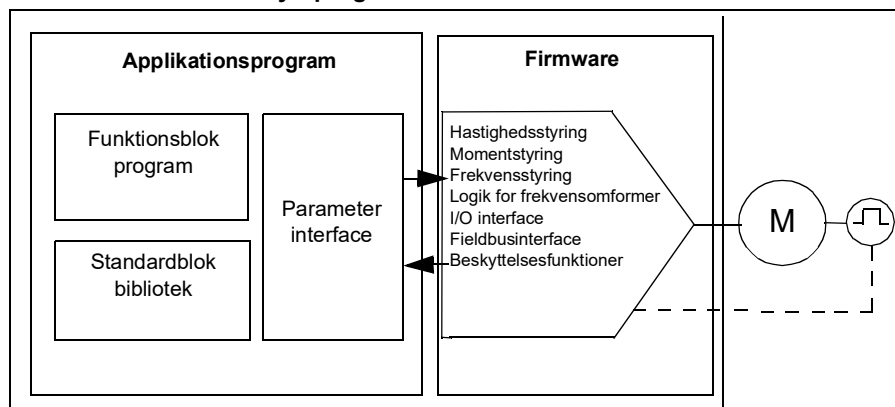 Applikationsprogram
Funktionsblok
program
Standardblok
bibliotek
Parameter
interface
Firmware
Hastighedsstyring
Momentstyring
Frekvensstyring
Logik for frekvensomformer
I/O interface
Fieldbusinterface
Beskyttelsesfunktioner
M